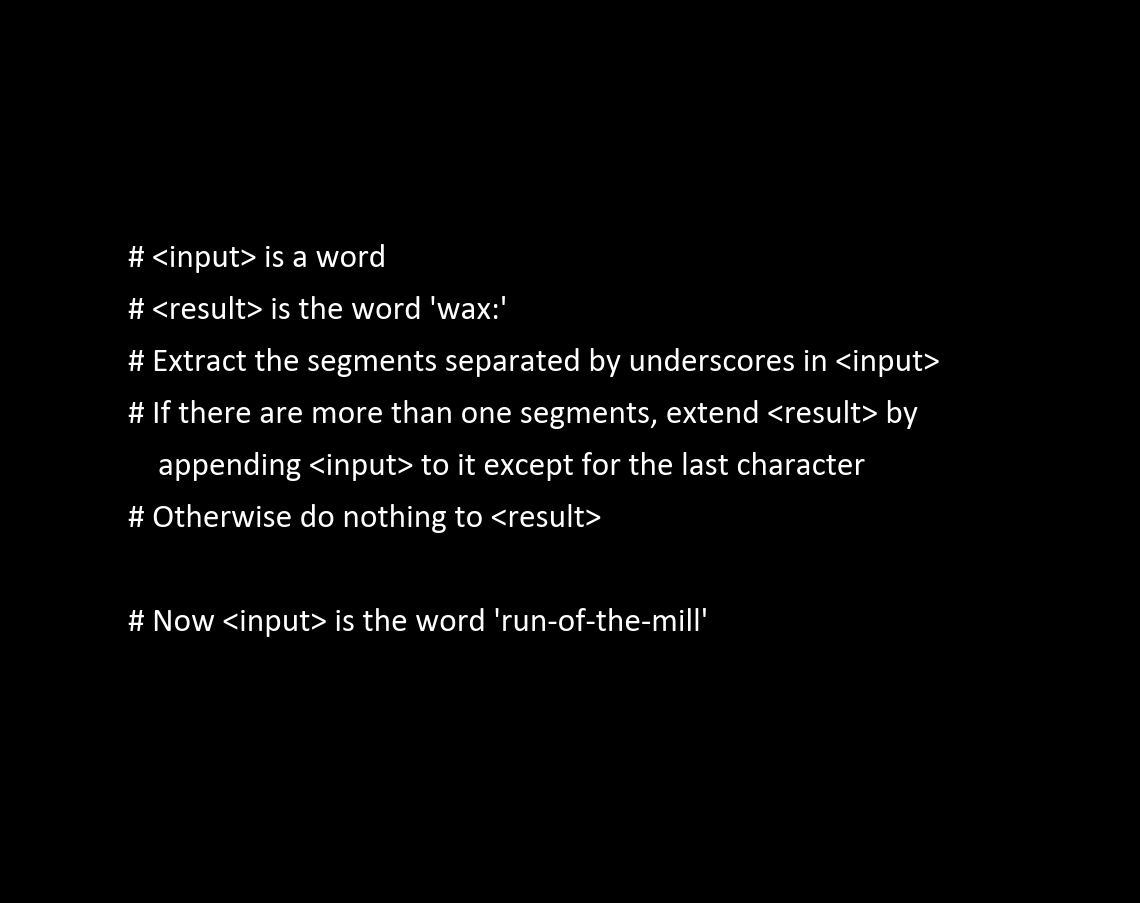 # <input> is a word
# <result> is the word 'wax:'
# Extract the segments separated by underscores in <input>
# If there are more than one segments, extend <result> by
appending <input> to it except for the last character
# Otherwise do nothing to <result>
# Now <input> is the word 'run-of-the-mill'